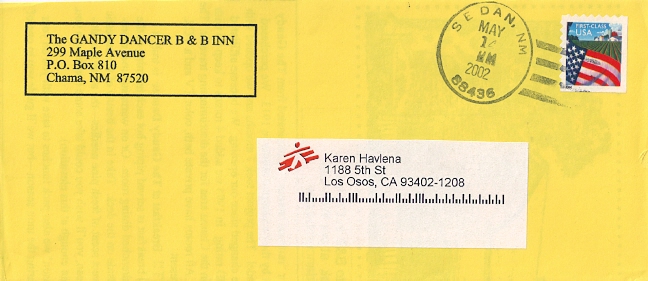 The GANDY DANCER B & B INN
299 Maple Avenue
P.O. Box 810
Chama, NM 87520
SEDAN, NM
MAY
14
2002
88436
FIRST-CLASS
USA
Karen Havlena
1188 5th St
Los Osos, CA 93402-1208